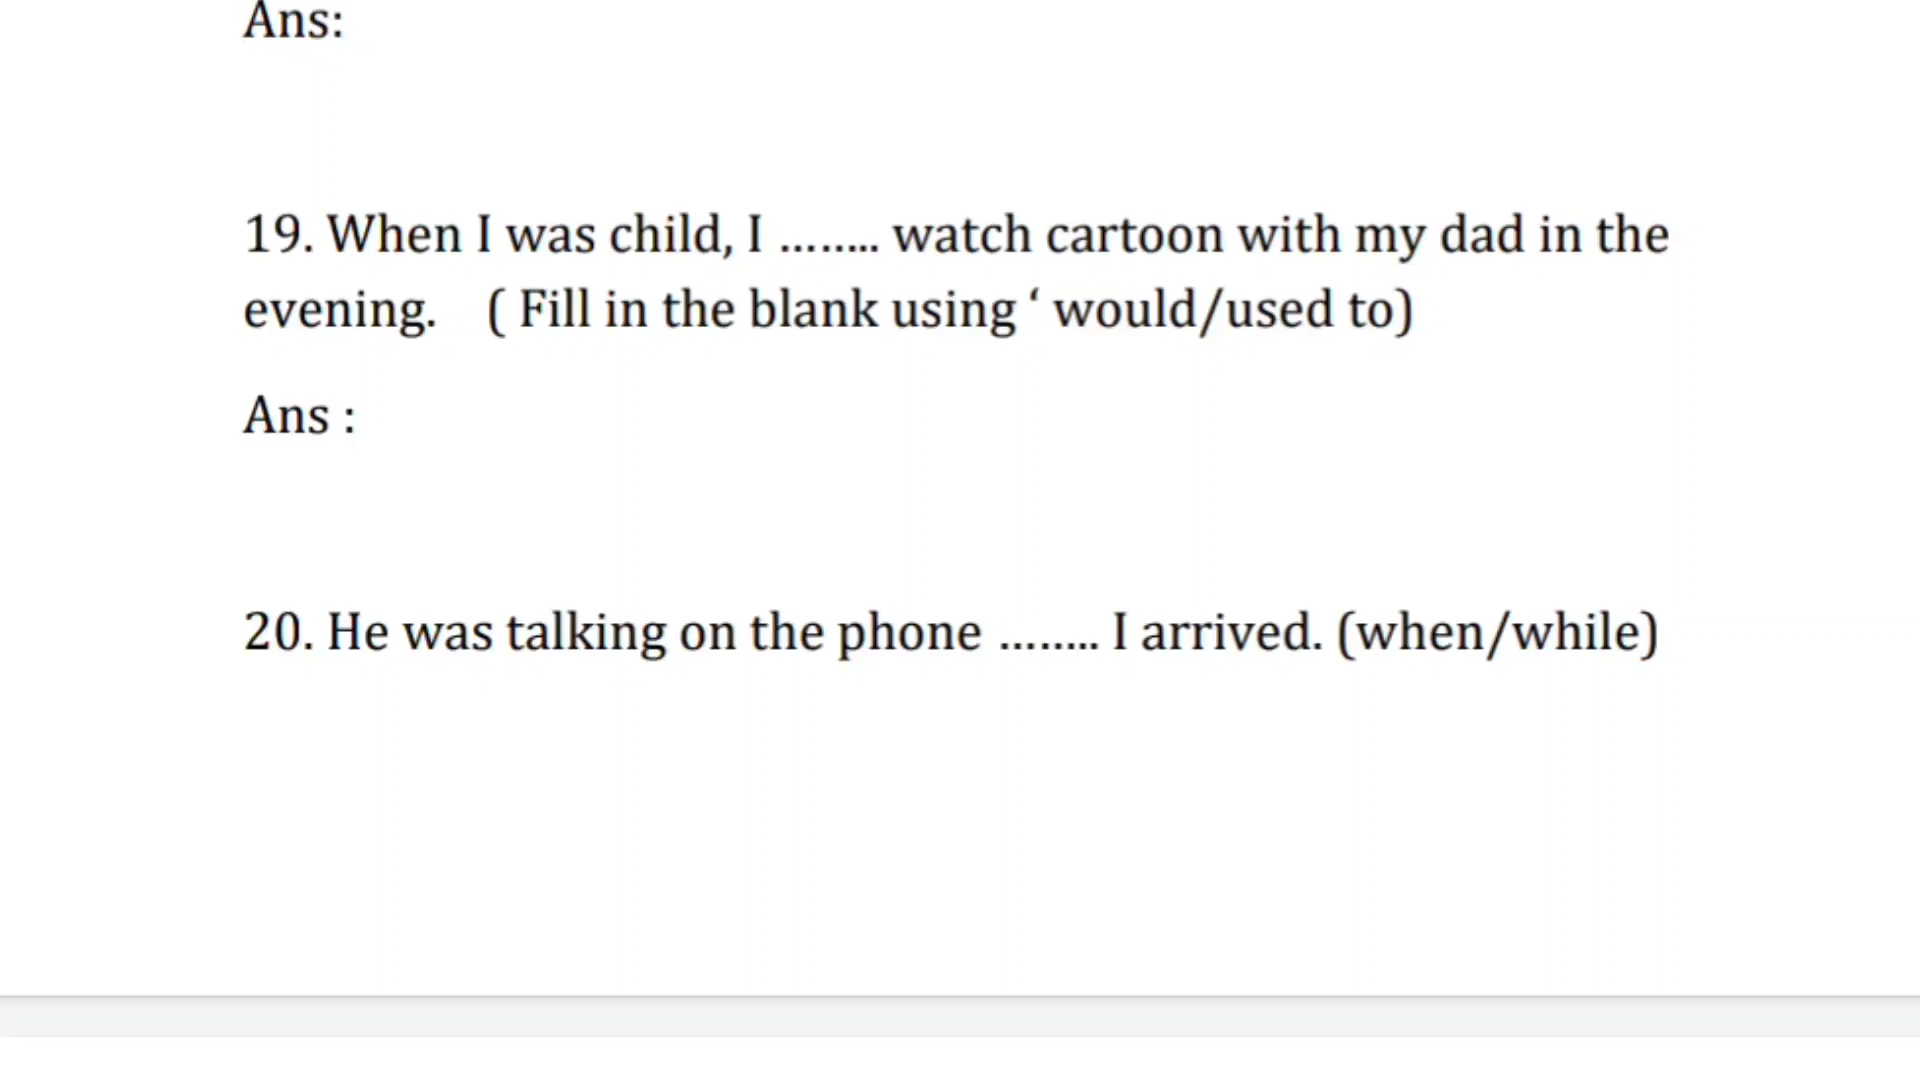 Ans:
19. When I was child, I ........ watch cartoon with my dad in the
evening. ( Fill in the blank using ‘ would/used to)
Ans :
20. He was talking on the phone ........ I arrived. (when/while)